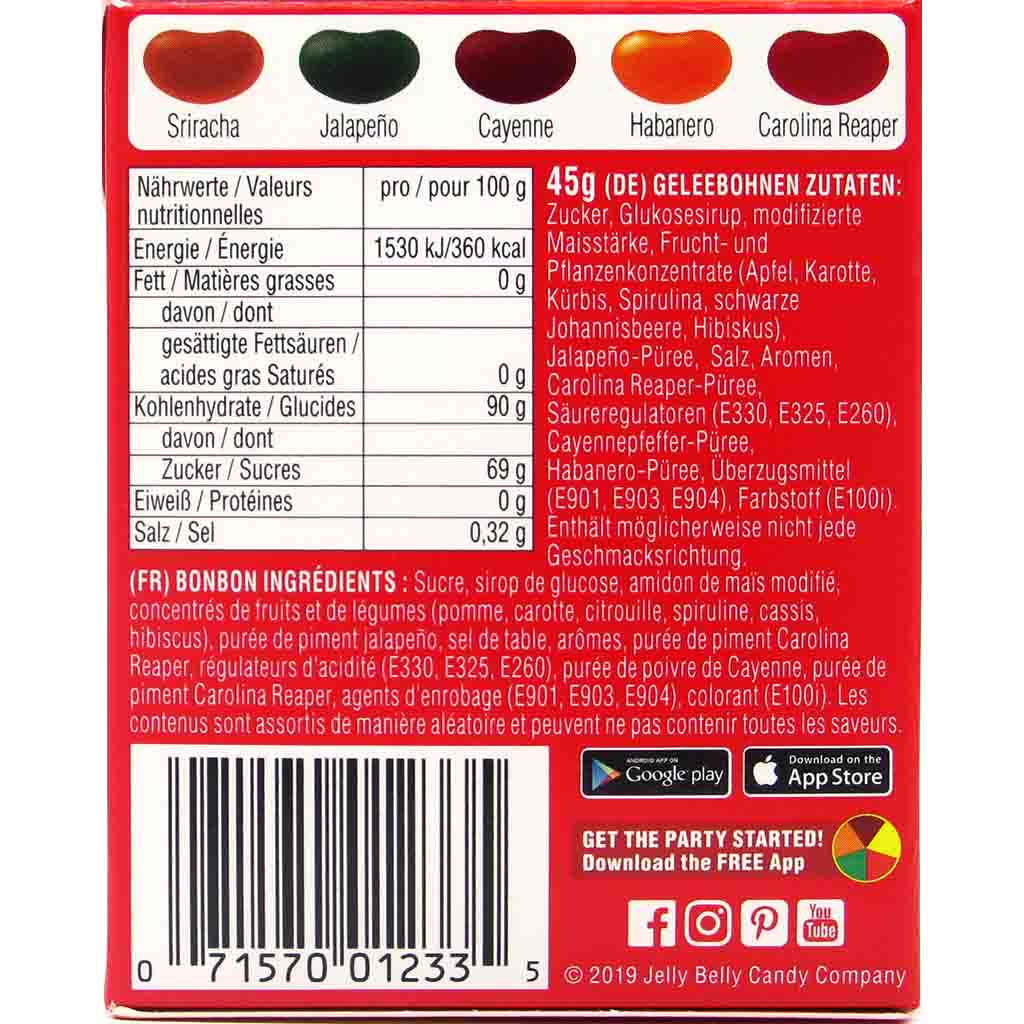 Sriracha Jalapeño Cayenne Habanero Carolina Reaper
Nährwerte / Valeurs nutritionnelles pro / pour 100 g
Energie / Énergie 1530 kJ/360 kcal
Fett / Matières grasses 0 g
davon / dont
gesättigte Fettsäuren /
acides gras Saturés 0 g
Kohlenhydrate / Glucides 90 g
davon / dont
Zucker / Sucres 69 g
Eiweiß / Protéines 0 g
Salz / Sel 0,32 g
45g (DE) GELEEBOHNEN ZUTATEN:
Zucker, Glukosesirup, modifizierte
Maisstärke, Frucht- und
Pflanzenkonzentrate (Apfel, Karotte,
Kürbis, Spirulina, schwarze
Johannisbeere, Hibiskus),
Jalapeño-Püree, Salz, Aromen,
Carolina Reaper-Püree,
Säureregulatoren (E330, E325, E260),
Cayennepfeffer-Püree,
Habanero-Püree, Überzugsmittel
(E901, E903, E904), Farbstoff (E100i).
Enthält möglicherweise nicht jede
Geschmacksrichtung.
(FR) BONBON INGRÉDIENTS : Sucre, sirop de glucose, amidon de maïs modifié,
concentrés de fruits et de légumes (pomme, carotte, citrouille, spiruline, cassis,
hibiscus), purée de piment jalapeño, sel de table, arômes, purée de piment Carolina
Reaper, régulateurs d'acidité (E330, E325, E260), purée de poivre de Cayenne, purée de
piment Carolina Reaper, agents d'enrobage (E901, E903, E904), colorant (E100i). Les
contenus sont assortis de manière aléatoire et peuvent ne pas contenir toutes les saveurs.
ANDROID APP ON
Google play
Download on the
App Store
GET THE PARTY STARTED!
Download the FREE App
You
Tube
0 71570 01233 5
© 2019 Jelly Belly Candy Company